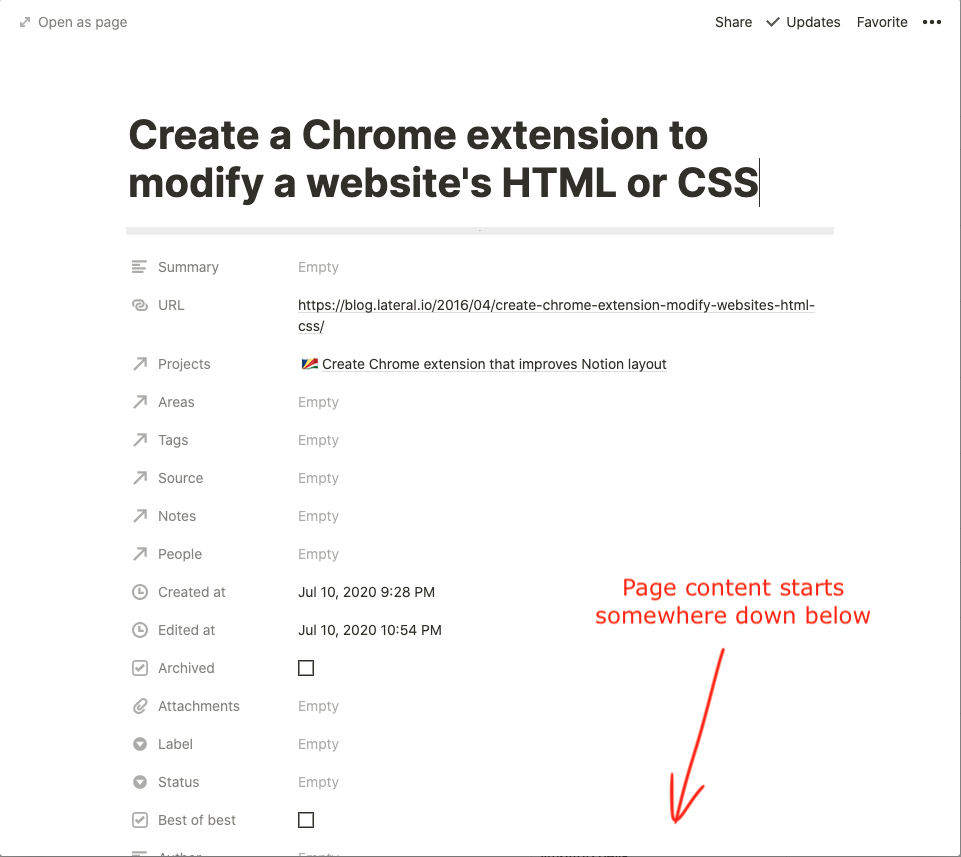 Open as page
Share Updates Favorite
Create a Chrome extension to
modify a website's HTML or CSS
Summary Empty
URL https://blog.lateral.io/2016/04/create-chrome-extension-modify-websites-html-
css/
Projects Create Chrome extension that improves Notion layout
Areas Empty
Tags Empty
Source Empty
Notes Empty
People Empty
Created at Jul 10, 2020 9:28 PM
Page content starts
somewhere down below
Edited at Jul 10, 2020 10:54 PM
Archived
Attachments Empty
Label Empty
Status Empty
Best of best
Author Empty